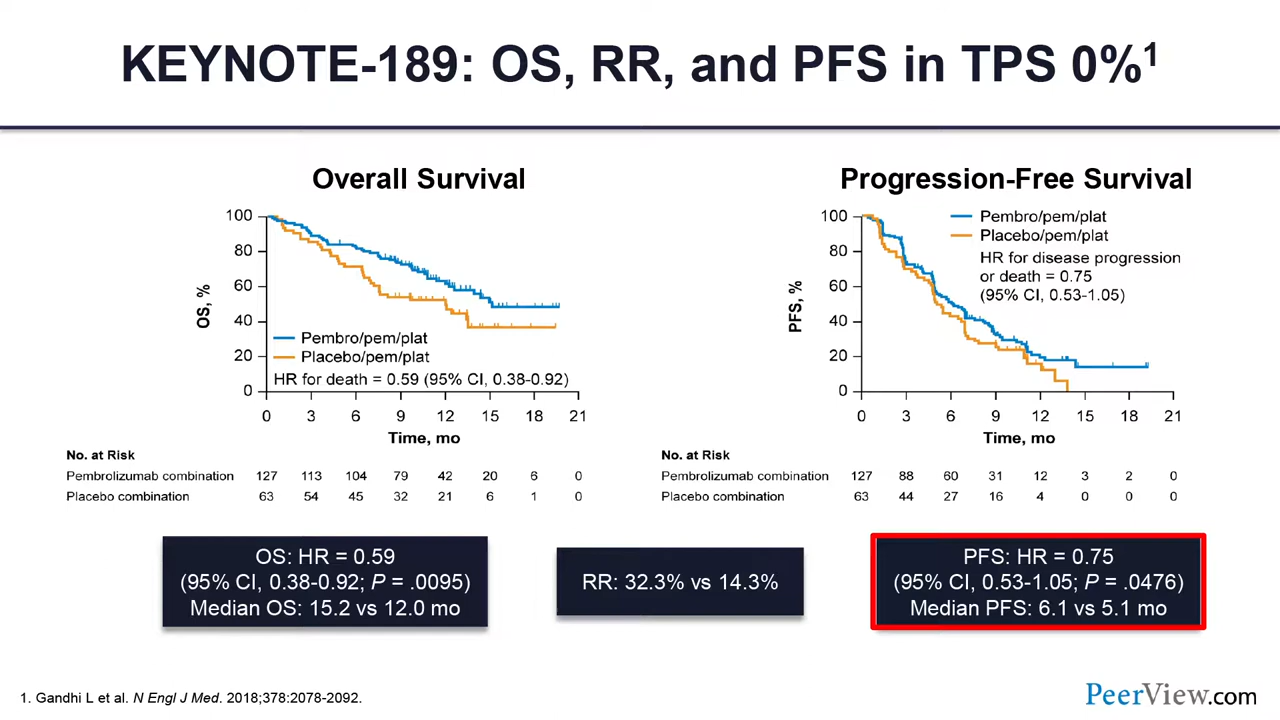 KEYNOTE-189: OS, RR, and PFS in TPS 0%1
Overall Survival
100
80
60
40
20
0
OS, %
Pembro/pem/plat
Placebo/pem/plat
HR for death = 0.59 (95% CI, 0.38-0.92)
0 3 6 9 12 15 18 21
Time, mo
No. at Risk
Pembrolizumab combination 127 113 104 79 42 20 6 0
Placebo combination 63 54 45 32 21 6 1 0
Progression-Free Survival
100
80
60
40
20
0
PFS, %
Pembro/pem/plat
Placebo/pem/plat
HR for disease progression
or death = 0.75
(95% CI, 0.53-1.05)
0 3 6 9 12 15 18 21
Time, mo
No. at Risk
Pembrolizumab combination 127 88 60 31 12 3 2 0
Placebo combination 63 44 27 16 4 0 0 0
OS: HR = 0.59
(95% CI, 0.38-0.92; P = .0095)
Median OS: 15.2 vs 12.0 mo
RR: 32.3% vs 14.3%
PFS: HR = 0.75
(95% CI, 0.53-1.05; P = .0476)
Median PFS: 6.1 vs 5.1 mo
1. Gandhi L et al. N Engl J Med. 2018;378:2078-2092.
PeerView.com